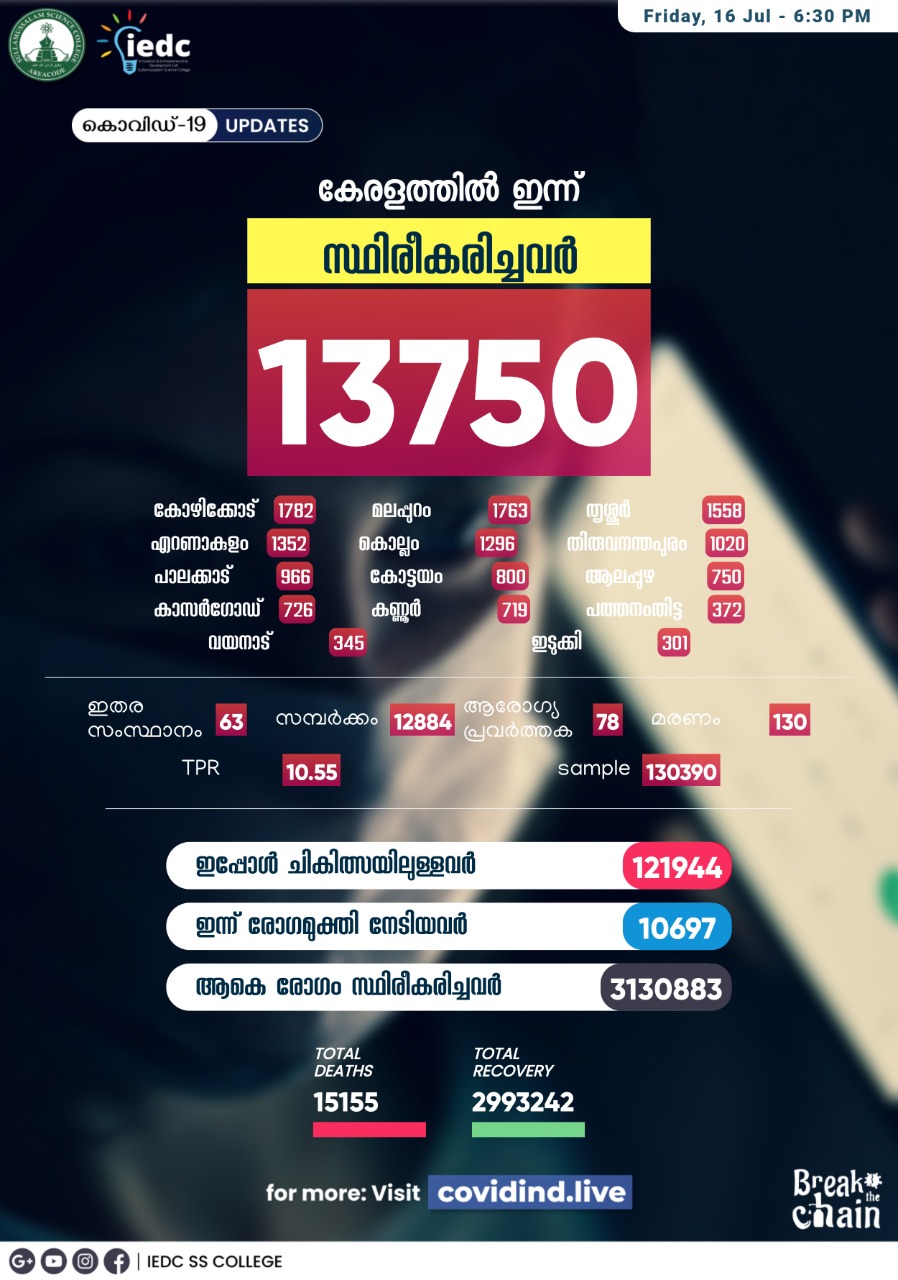 Friday, 16 Jul - 6:30 PM
SULLAMUSSALAM SCIENCE COLLEGE
AREACODE
iedc
കൊവിഡ്-19 UPDATES
കേരളത്തിൽ ഇന്ന്
സ്ഥിരീകരിച്ചവർ
13750
കോഴിക്കോട് 1782 മലപ്പുറം 1763 തൃശ്ശൂർ 1558
എറണാകുളം 1352 കൊല്ലം 1296 തിരുവനന്തപുരം 1020
പാലക്കാട് 966 കോട്ടയം 800 ആലപ്പുഴ 750
കാസർഗോഡ് 726 കണ്ണൂർ 719 പത്തനംതിട്ട 372
വയനാട് 345 ഇടുക്കി 301
ഇതര
സംസ്ഥാനം 63 സമ്പർക്കം 12884 ആരോഗ്യ
പ്രവർത്തക 78 മരണം 130
TPR 10.55 sample 130390
ഇപ്പോൾ ചികിത്സയിലുള്ളവർ 121944
ഇന്ന് രോഗമുക്തി നേടിയവർ 10697
ആകെ രോഗം സ്ഥിരീകരിച്ചവർ 3130883
TOTAL
DEATHS
15155
TOTAL
RECOVERY
2993242
for more: Visit covidind.live
Break
the
chain
G+ | IEDC SS COLLEGE